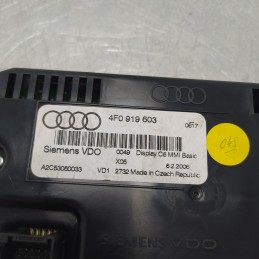 4F0 919 603
Siemens VDO 0049 Display C6 MMI Basic
X05 6.2.2006
A2C53060033 VD1 2732 Made in Czech Republic
SIEMENS VDO